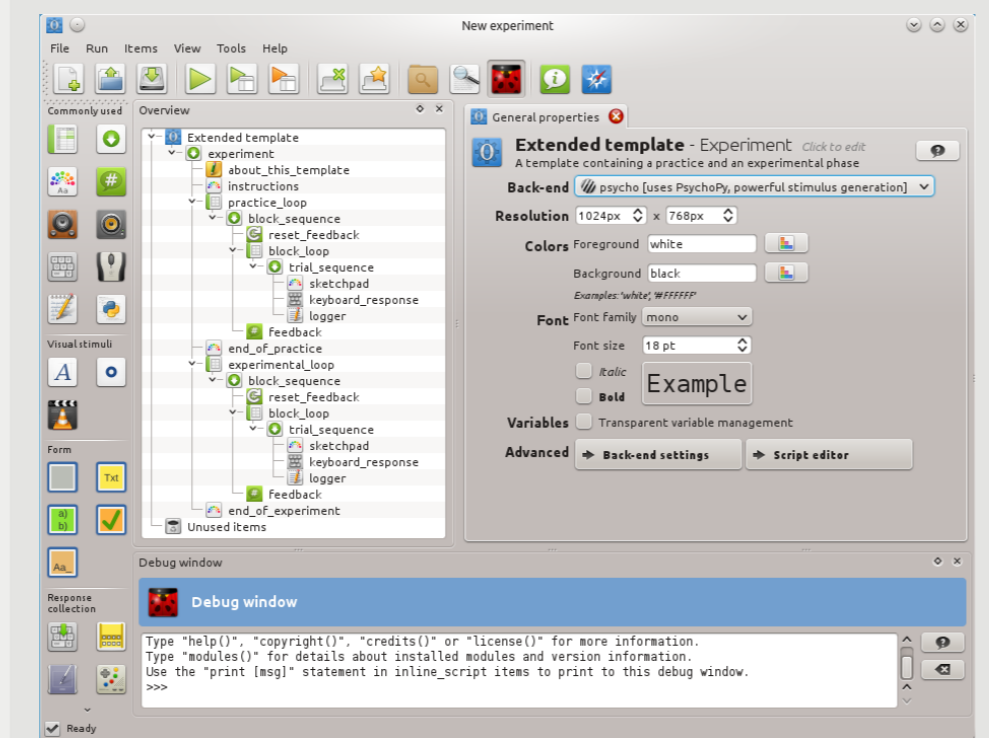 New experiment
File Run Items View Tools Help
Commonly used
Aa
#
Visual stimuli
A
Form
Txt
a)
b)
Aa_
Response
collection
Overview
Extended template
experiment
about_this_template
instructions
practice_loop
block_sequence
reset_feedback
block_loop
trial_sequence
sketchpad
keyboard_response
logger
feedback
end_of_practice
experimental_loop
block_sequence
reset_feedback
block_loop
trial_sequence
sketchpad
keyboard_response
logger
feedback
end_of_experiment
Unused items
General properties
Extended template - Experiment Click to edit
A template containing a practice and an experimental phase
Back-end psycho [uses PsychoPy, powerful stimulus generation]
Resolution 1024px x 768px
Colors Foreground white
Background black
Examples: 'white', '#FFFFFF'
Font Font family mono
Font size 18 pt
Italic
Bold
Example
Variables Transparent variable management
Advanced Back-end settings Script editor
Debug window
Debug window
Type "help()", "copyright()", "credits()" or "license()" for more information.
Type "modules()" for details about installed modules and version information.
Use the "print [msg]" statement in inline_script items to print to this debug window.
>>>
Ready